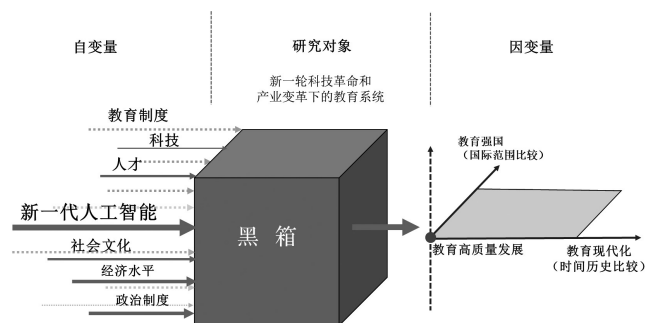 自变量
研究对象
因变量
新一轮科技革命和
产业变革下的教育系统
教育制度
科技
人才
新一代人工智能
社会文化
经济水平
政治制度
黑 箱
教育强国
（国际范围比较）
教育高质量发展
教育现代化
（时间历史比较）